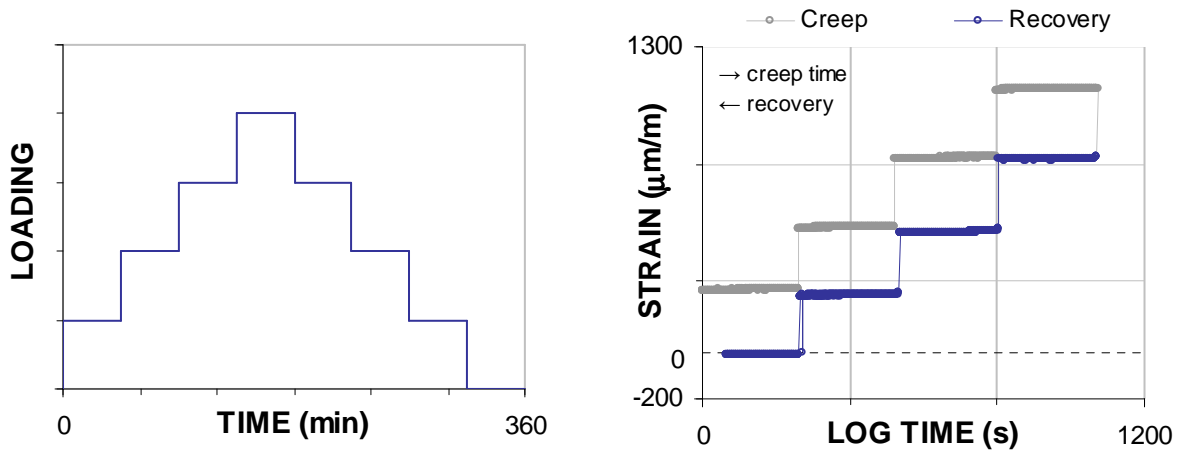 LOADING
0
360
TIME (min)
Creep
Recovery
1300
0
-200
→ creep time
← recovery
STRAIN (μm/m)
0
1200
LOG TIME (s)